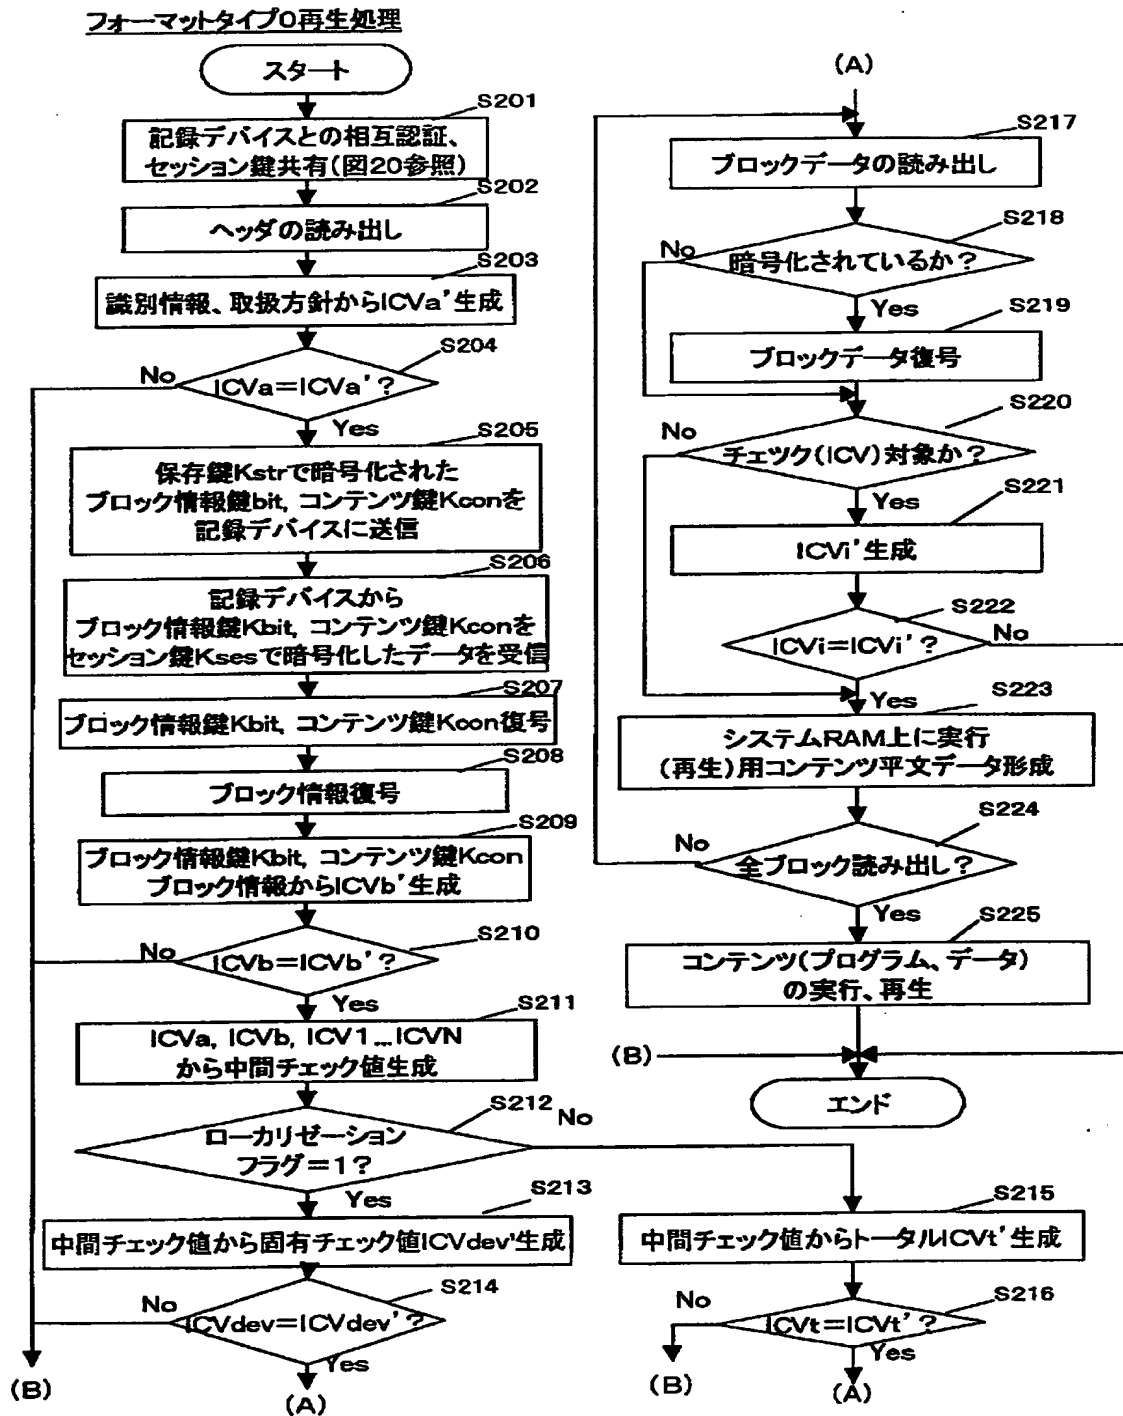 フォーマットタイプ0再生処理
スタート
S201
記録デバイスとの相互認証、
セッション鍵共有(図20参照)
S202
ヘッダの読み出し
S203
識別情報、取扱方針からICVa'生成
S204
ICVa=ICVa'?
No
Yes
S205
保存鍵Kstrで暗号化された
ブロック情報鍵bit, コンテンツ鍵Kconを
記録デバイスに送信
S206
記録デバイスから
ブロック情報鍵Kbit, コンテンツ鍵Kconを
セッション鍵Ksesで暗号化したデータを受信
S207
ブロック情報鍵Kbit, コンテンツ鍵Kcon復号
S208
ブロック情報復号
S209
ブロック情報鍵Kbit, コンテンツ鍵Kcon
ブロック情報からICVb'生成
S210
No
ICVb=ICVb'?
Yes
S211
ICVa, ICVb, ICV1...ICVN
から中間チェック値生成
S212
No
ローカリゼーション
フラグ=1?
Yes
S213
中間チェック値から固有チェック値ICVdev'生成
S214
No
ICVdev=ICVdev'?
Yes
(B)
(A)
(A)
S217
ブロックデータの読み出し
S218
No
暗号化されているか?
Yes
S219
ブロックデータ復号
S220
No
チェツク(ICV)対象か?
Yes
S221
ICVi'生成
S222
ICVi=ICVi'?
No
Yes
S223
システムRAM上に実行
(再生)用コンテンツ平文データ形成
S224
No
全ブロック読み出し?
Yes
S225
コンテンツ(プログラム、データ)
の実行、再生
(B)
エンド
S215
中間チェック値からトータルICVt'生成
S216
No
ICVt=ICVt'?
Yes
(B)
(A)